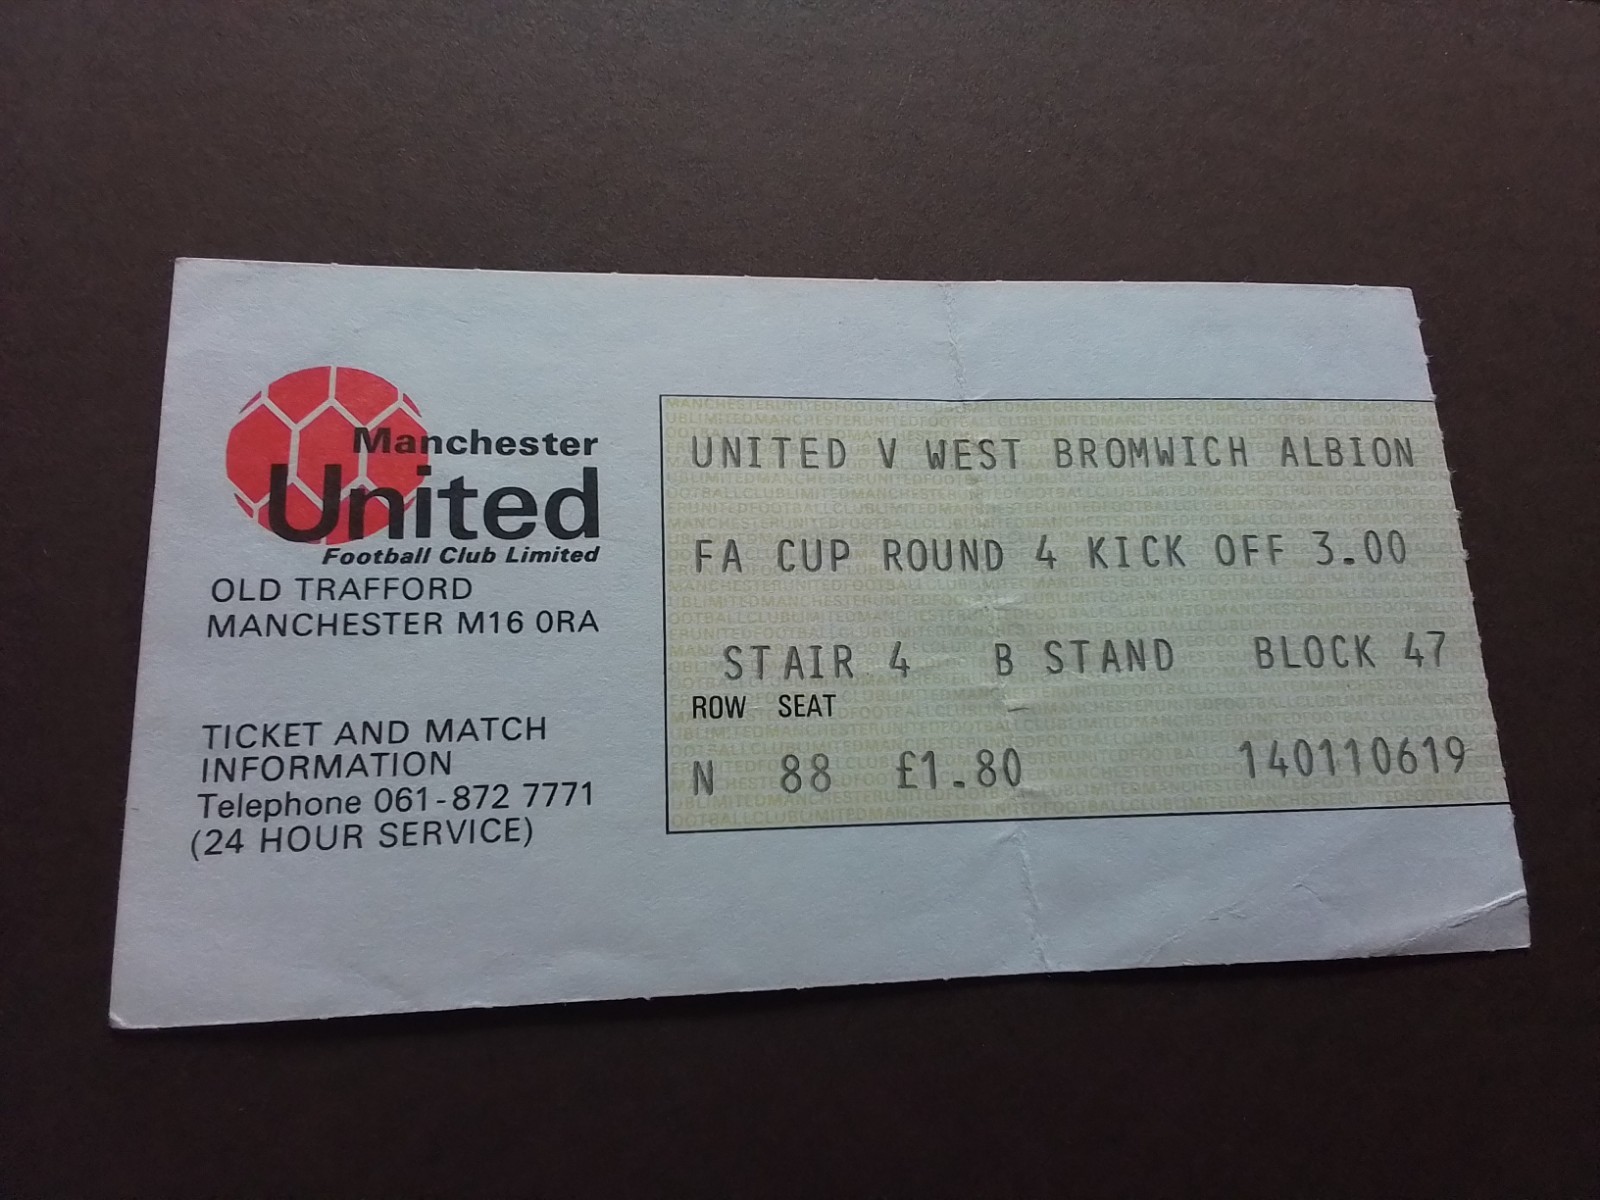 Manchester
United
Football Club Limited
OLD TRAFFORD
MANCHESTER M16 0RA
TICKET AND MATCH
INFORMATION
Telephone 061-872 7771
(24 HOUR SERVICE)
UNITED V WEST BROMWICH ALBION
FA CUP ROUND 4 KICK OFF 3.00
STAIR 4 B STAND BLOCK 47
ROW SEAT
N 88 £1.80 140110619